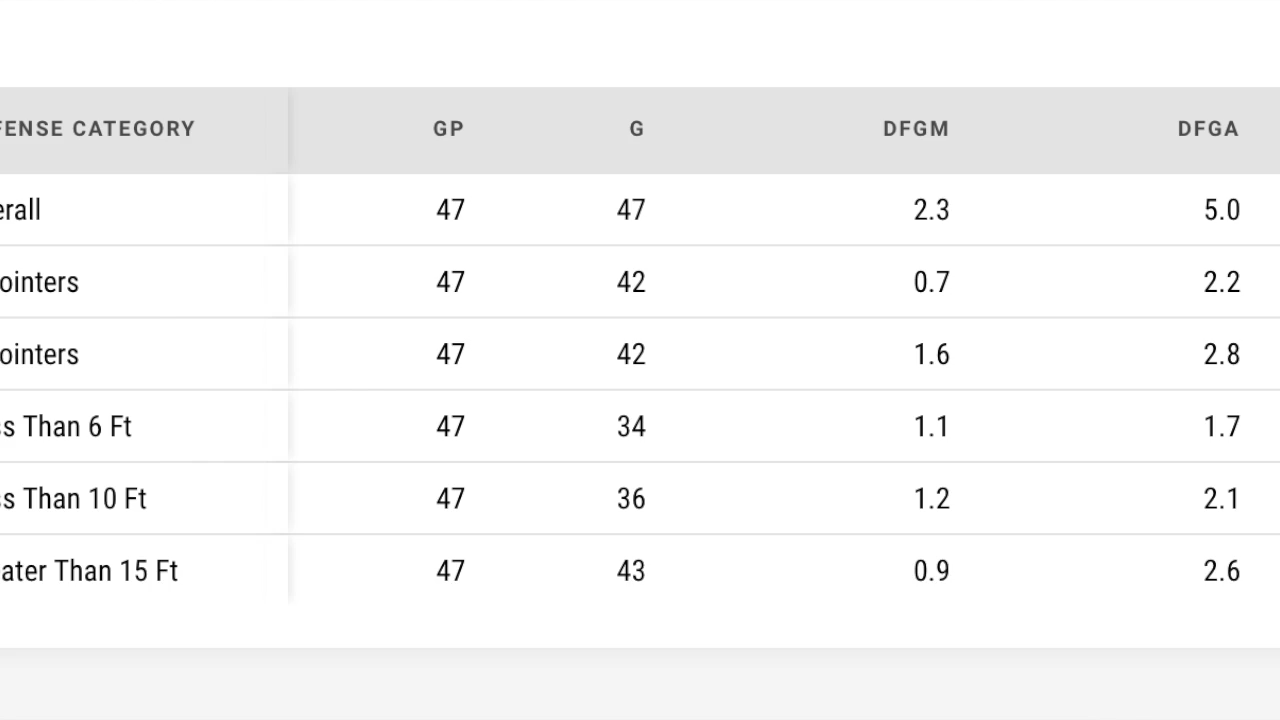 FENSE CATEGORY GP G DFGM DFGA
erall 47 47 2.3 5.0
ointers 47 42 0.7 2.2
ointers 47 42 1.6 2.8
ss Than 6 Ft 47 34 1.1 1.7
ss Than 10 Ft 47 36 1.2 2.1
ater Than 15 Ft 47 43 0.9 2.6